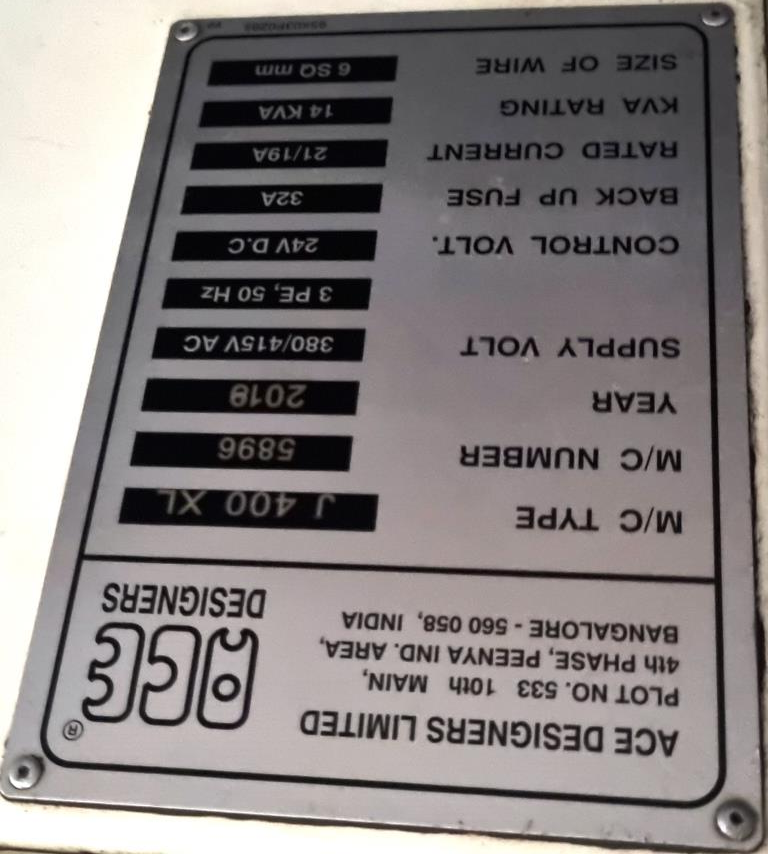 ACE DESIGNERS LIMITED
PLOT NO. 533 10th MAIN,
4th PHASE, PEENYA IND. AREA,
BANGALORE - 560 058, INDIA
ACE ®
DESIGNERS
M/C TYPE J 400 XL
M/C NUMBER 5896
YEAR 2018
SUPPLY VOLT 380/415V AC
3 PE, 50 Hz
CONTROL VOLT. 24V D.C
BACK UP FUSE 32A
RATED CURRENT 21/19A
KVA RATING 14 KVA
SIZE OF WIRE 6 SQ mm